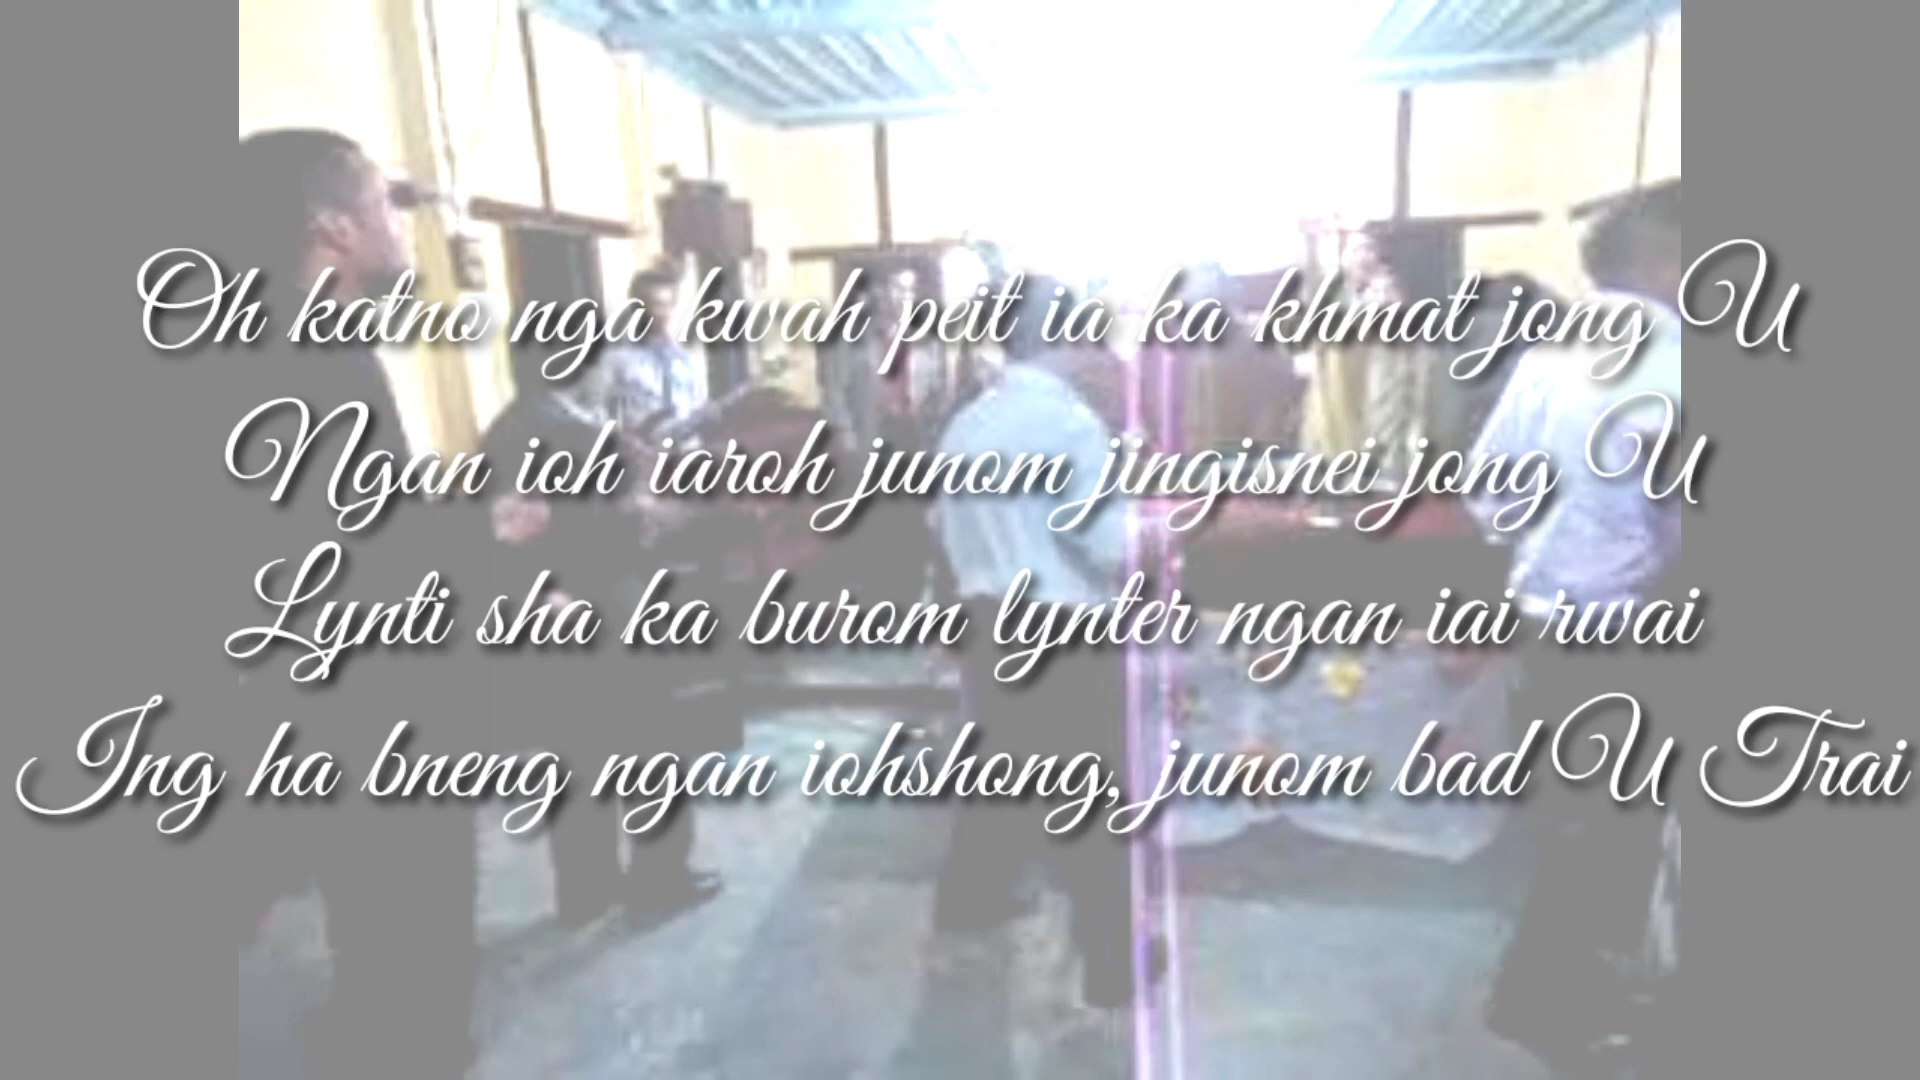 Oh katno nga kwah peit ia ka khmat jong U
Ngan ioh iaroh junom jingisnei jong U
Lynti sha ka burom lynter ngan iai rwai
Ing ha bneng ngan iohshong, junom bad U Trai